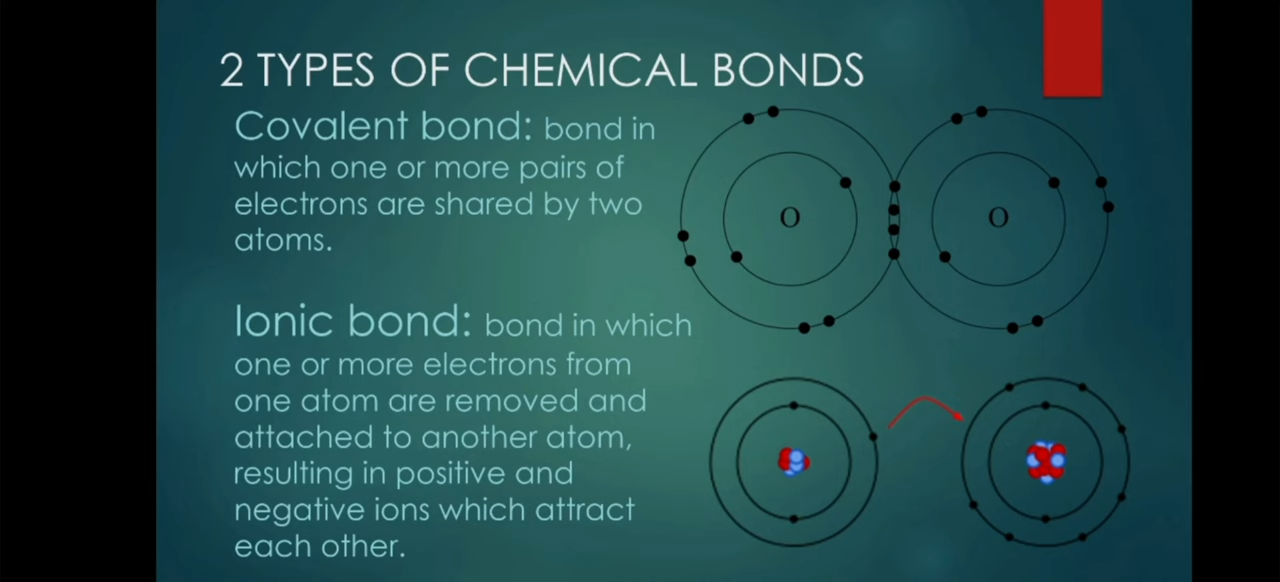 2 TYPES OF CHEMICAL BONDS
Covalent bond: bond in
which one or more pairs of
electrons are shared by two
atoms.
Ionic bond: bond in which
one or more electrons from
one atom are removed and
attached to another atom,
resulting in positive and
negative ions which attract
each other.
O O